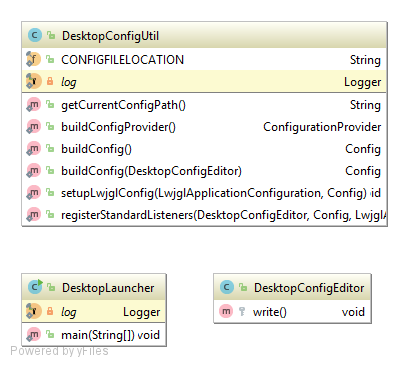 DesktopConfigUtil
CONFIGFILELOCATION String
log Logger
getCurrentConfigPath() String
buildConfigProvider() ConfigurationProvider
buildConfig() Config
buildConfig(DesktopConfigEditor) Config
setupLwjglConfig(LwjglApplicationConfiguration, Config) id
registerStandardListeners(DesktopConfigEditor, Config, LwjglA
DesktopLauncher
log Logger
main(String[]) void
DesktopConfigEditor
write() void
Powered by yFiles